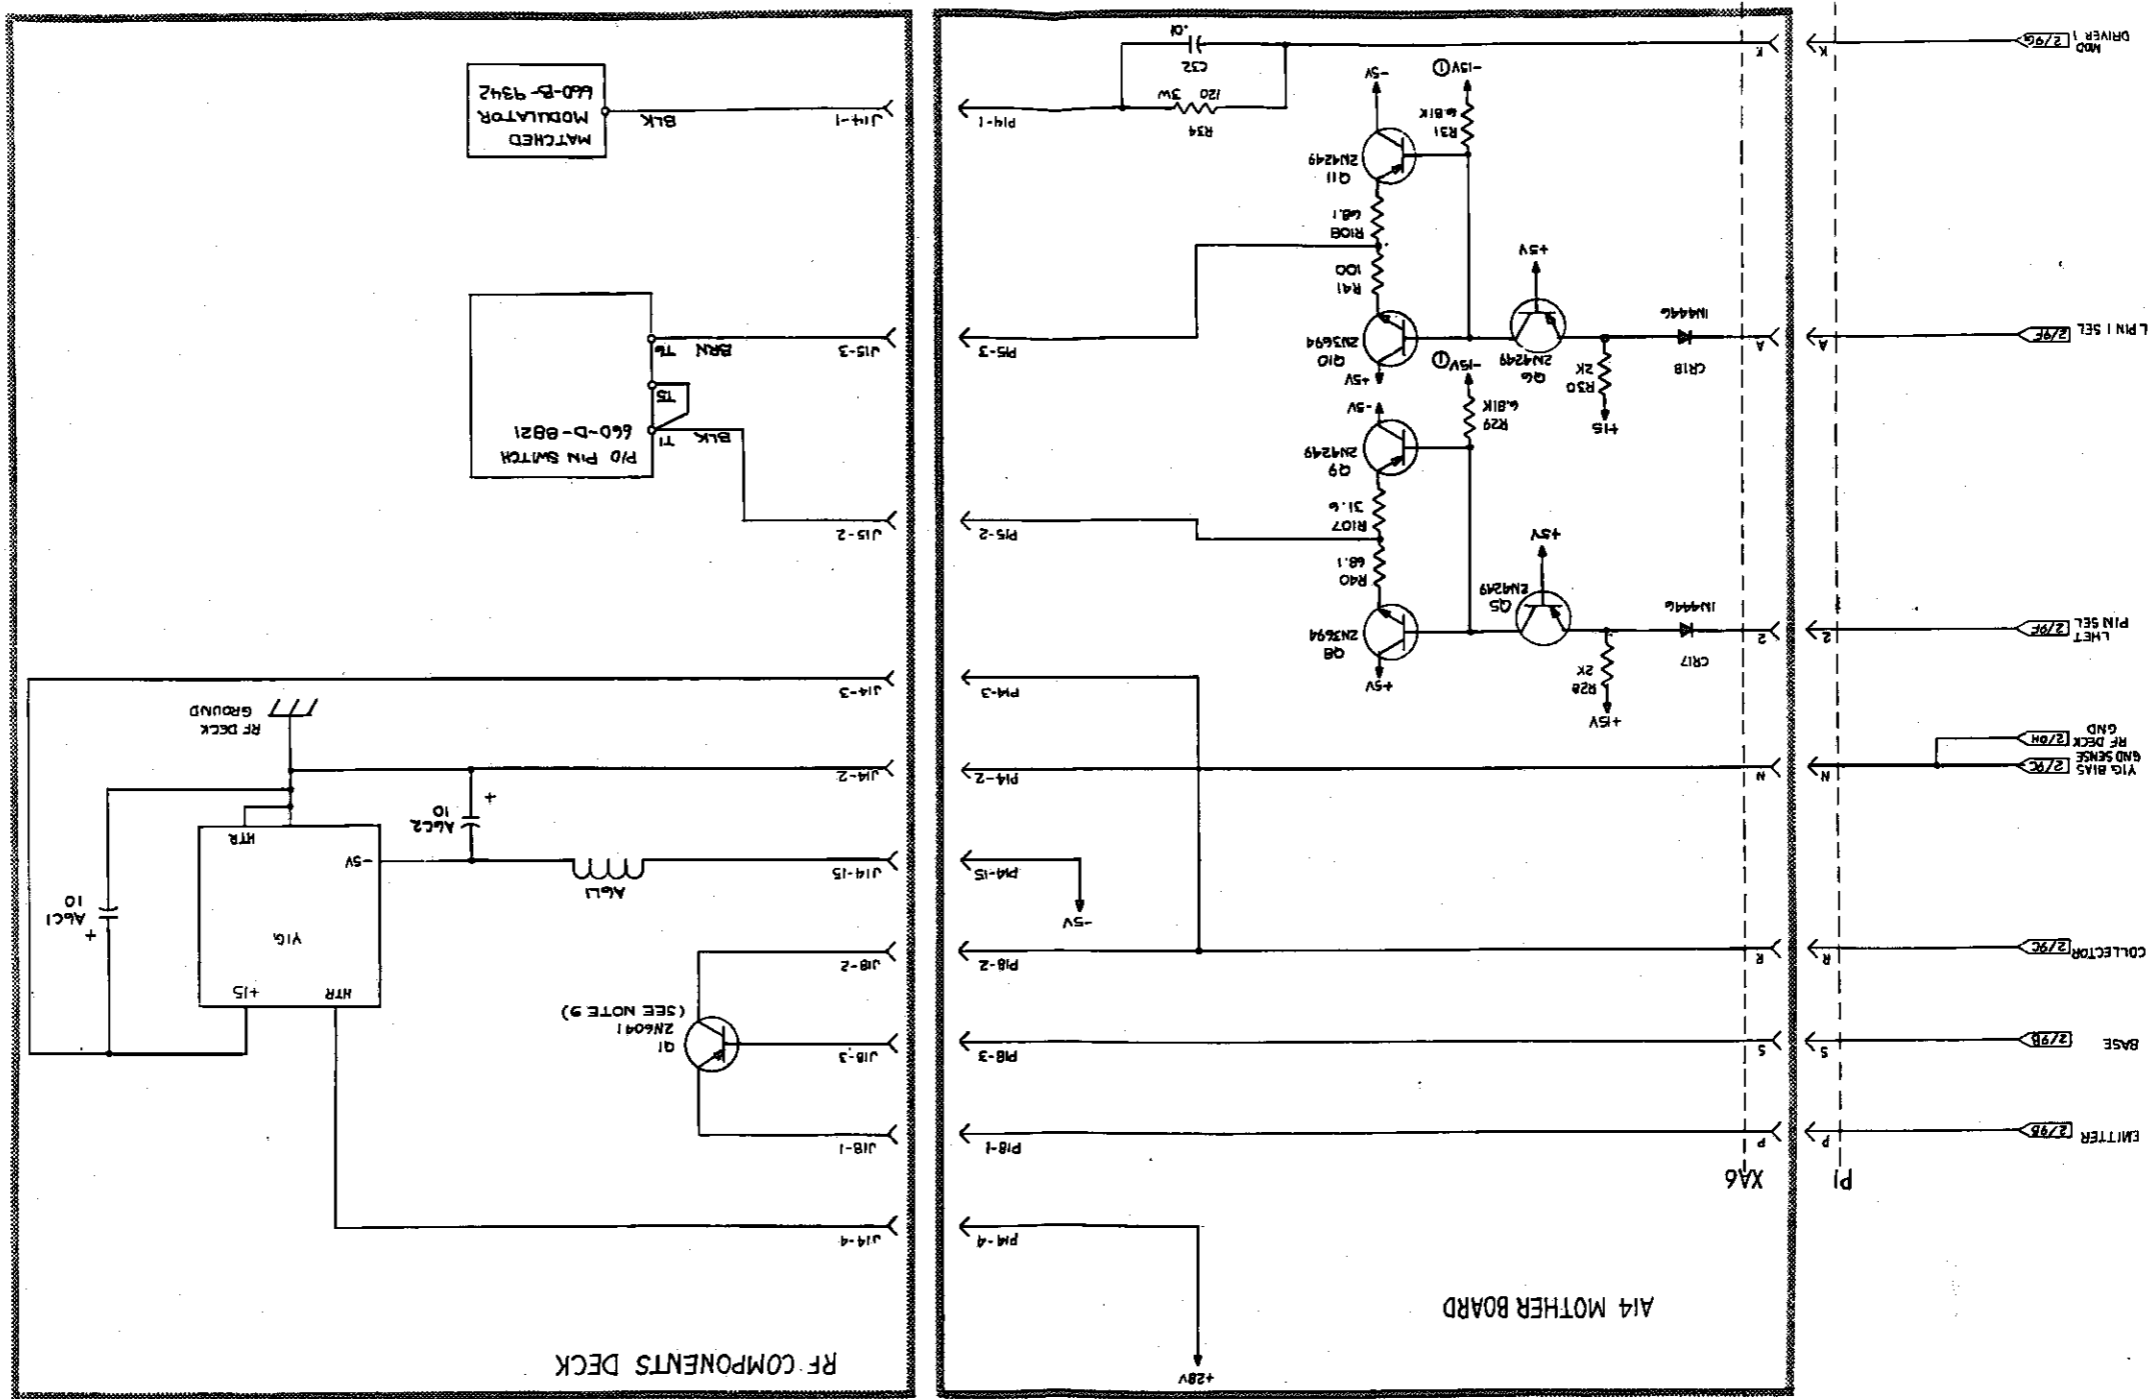 RF COMPONENTS DECK
+28V
A14 MOTHER BOARD
J14-4
P14-4
P1
XA6
J18-1
P18-1
P
P
2/9B
EMITTER
Q1
2N6041
(SEE NOTE 9)
J18-3
P18-3
S
S
2/9B
BASE
HTR
+15
YIG
-5V
HTR
J18-2
P18-2
R
R
2/9C
COLLECTOR
+
A6C1
10
A6L1
-5V
J14-15
P14-15
A6C2
10
+
J14-2
P14-2
N
N
2/9C
YIG BIAS
GND SENSE
2/0H
RF DECK
GND
RF DECK
GROUND
J14-3
P14-3
+15V
R28
2K
CR17
1N4446
2
2
2/9F
LHET
PIN SEL
+5V
Q8
2N3694
Q5
2N4249
+5V
R40
68.1
R107
31.6
J15-2
P15-2
Q9
2N4249
-5V
R29
6.81K
-15V ①
P/O PIN SWITCH
660-D-8821
T1
BLK
T5
T6
BRN
J15-3
P15-3
+15
R30
2K
CR18
1N4446
A
A
2/9F
L PIN 1 SEL
+5V
Q10
2N3694
Q6
2N4249
+5V
R41
100
R108
68.1
Q11
2N4249
-5V
R31
6.81K
-15V ①
MATCHED
MODULATOR
660-B-9342
BLK
J14-1
P14-1
R34
120 3W
C32
.01
K
K
2/9G
MOD
DRIVER 1